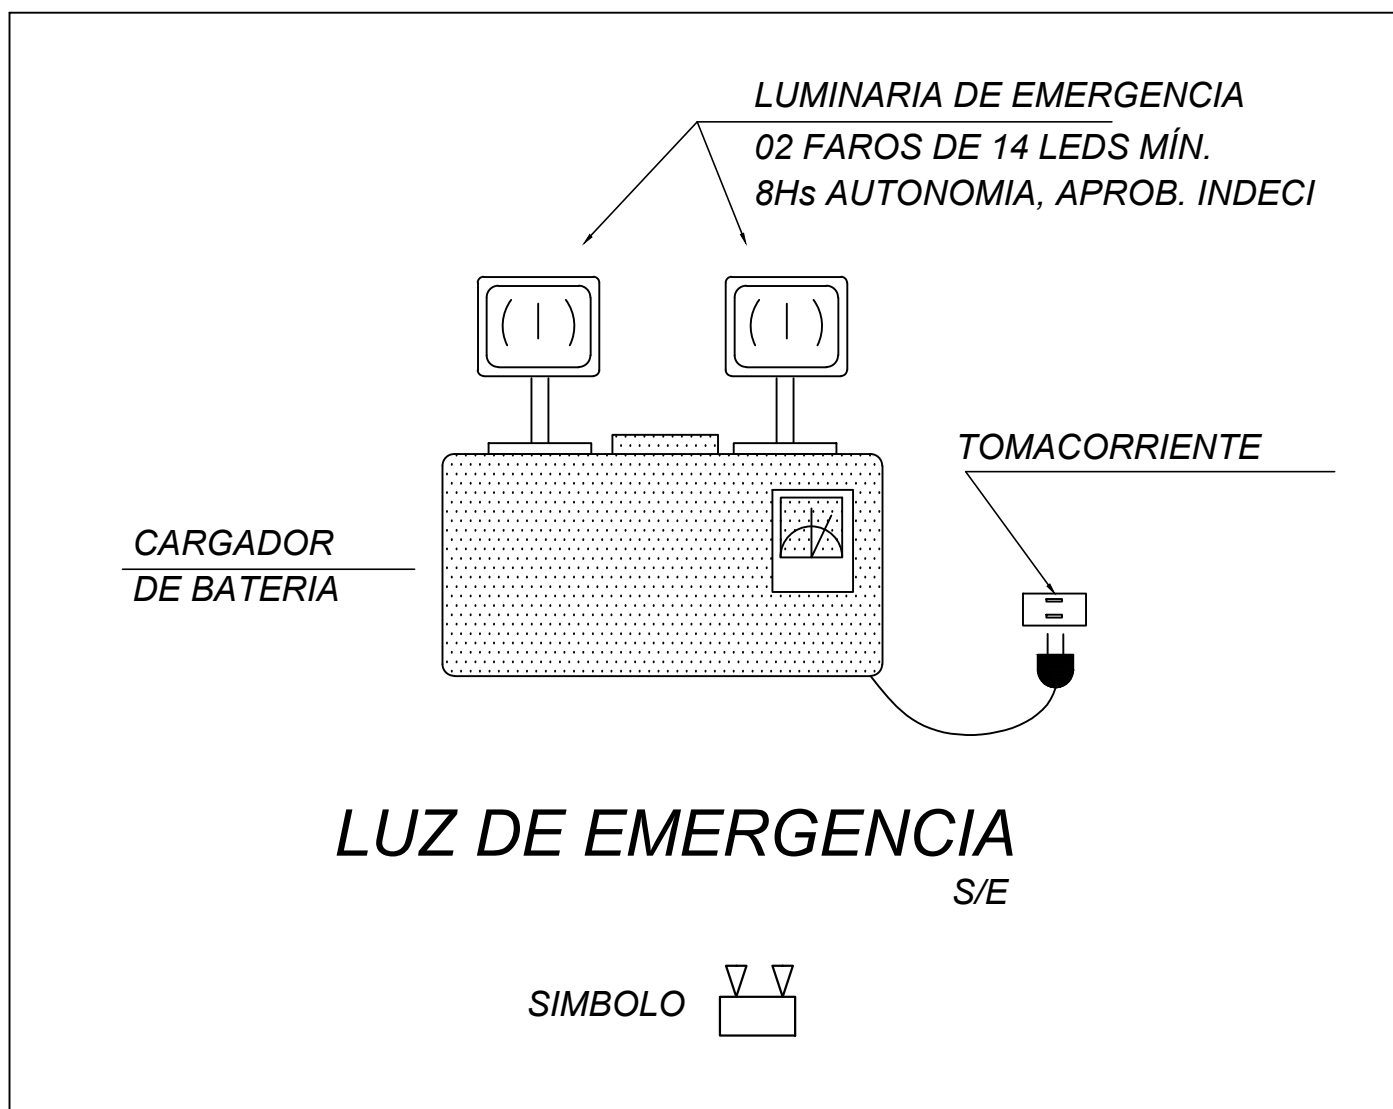 LUMINARIA DE EMERGENCIA
02 FAROS DE 14 LEDS MÍN.
8Hs AUTONOMIA, APROB. INDECI
TOMACORRIENTE
CARGADOR
DE BATERIA
LUZ DE EMERGENCIA
S/E
SIMBOLO